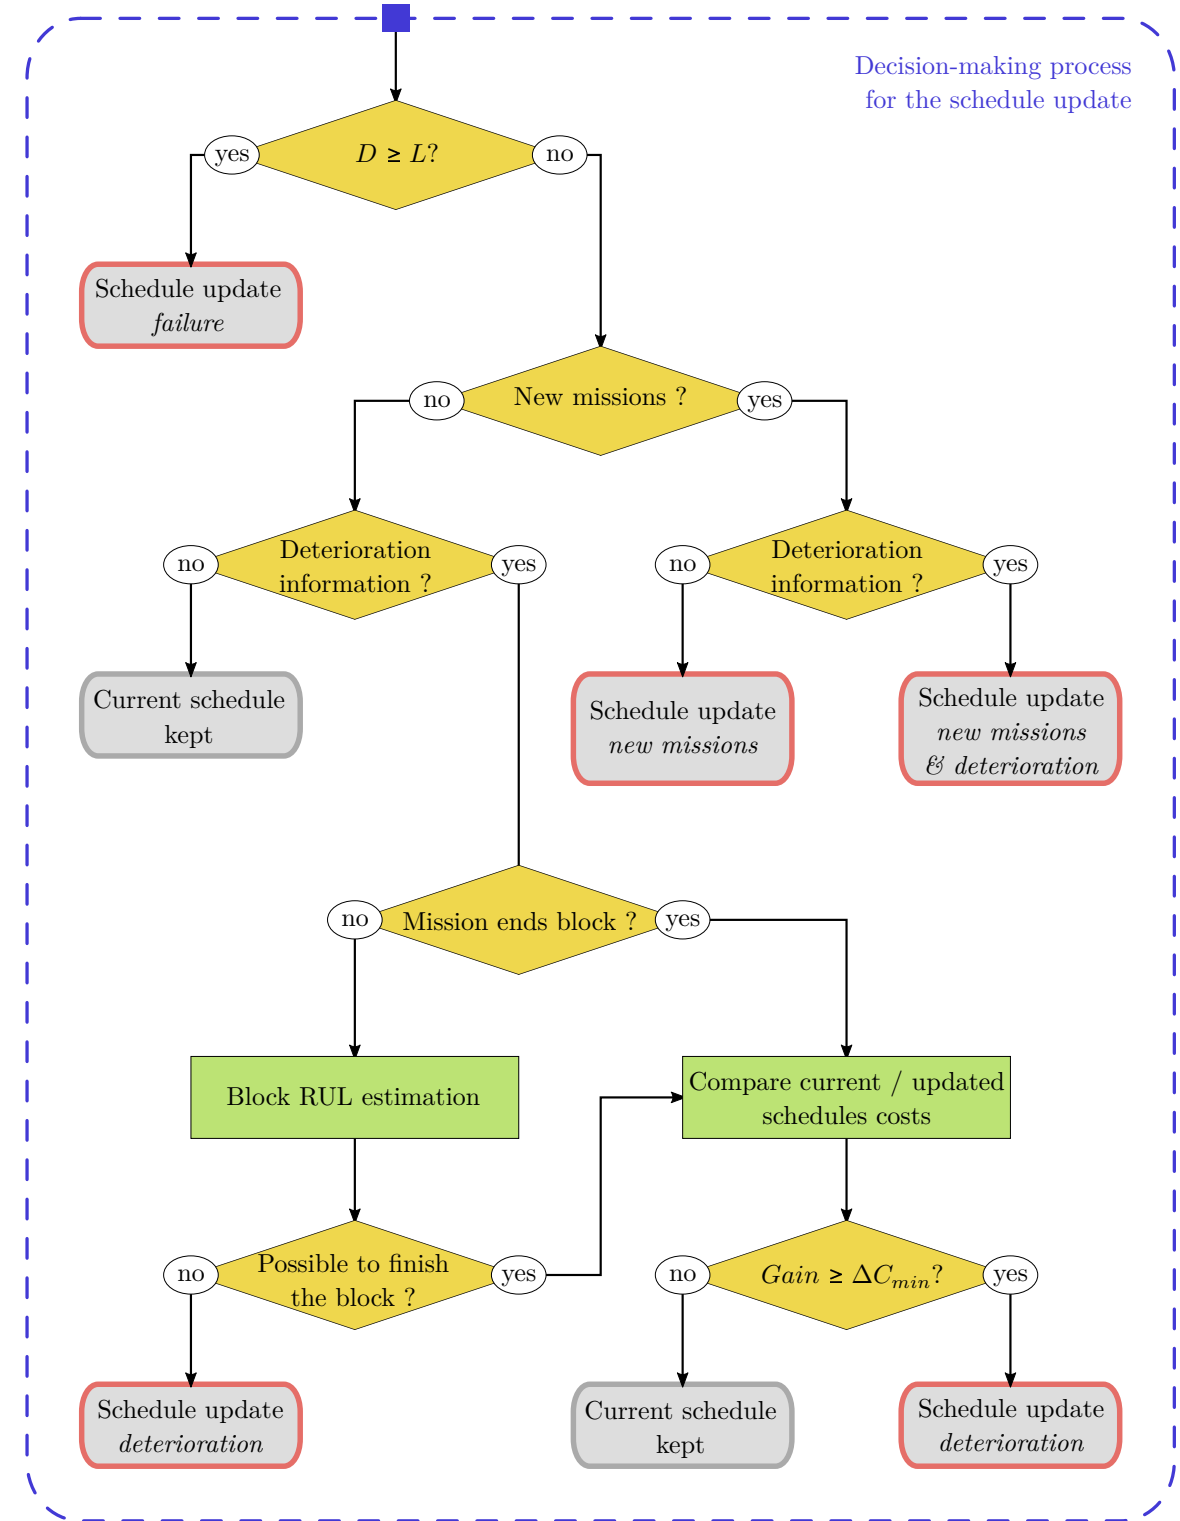 Decision-making process
for the schedule update
D ≥ L?
yes
no
Schedule update
failure
New missions ?
no
yes
Deterioration
information ?
no
yes
Deterioration
information ?
no
yes
Current schedule
kept
Schedule update
new missions
Schedule update
new missions
& deterioration
Mission ends block ?
no
yes
Block RUL estimation
Compare current / updated
schedules costs
Possible to finish
the block ?
no
yes
Gain ≥ ΔC_min?
no
yes
Schedule update
deterioration
Current schedule
kept
Schedule update
deterioration